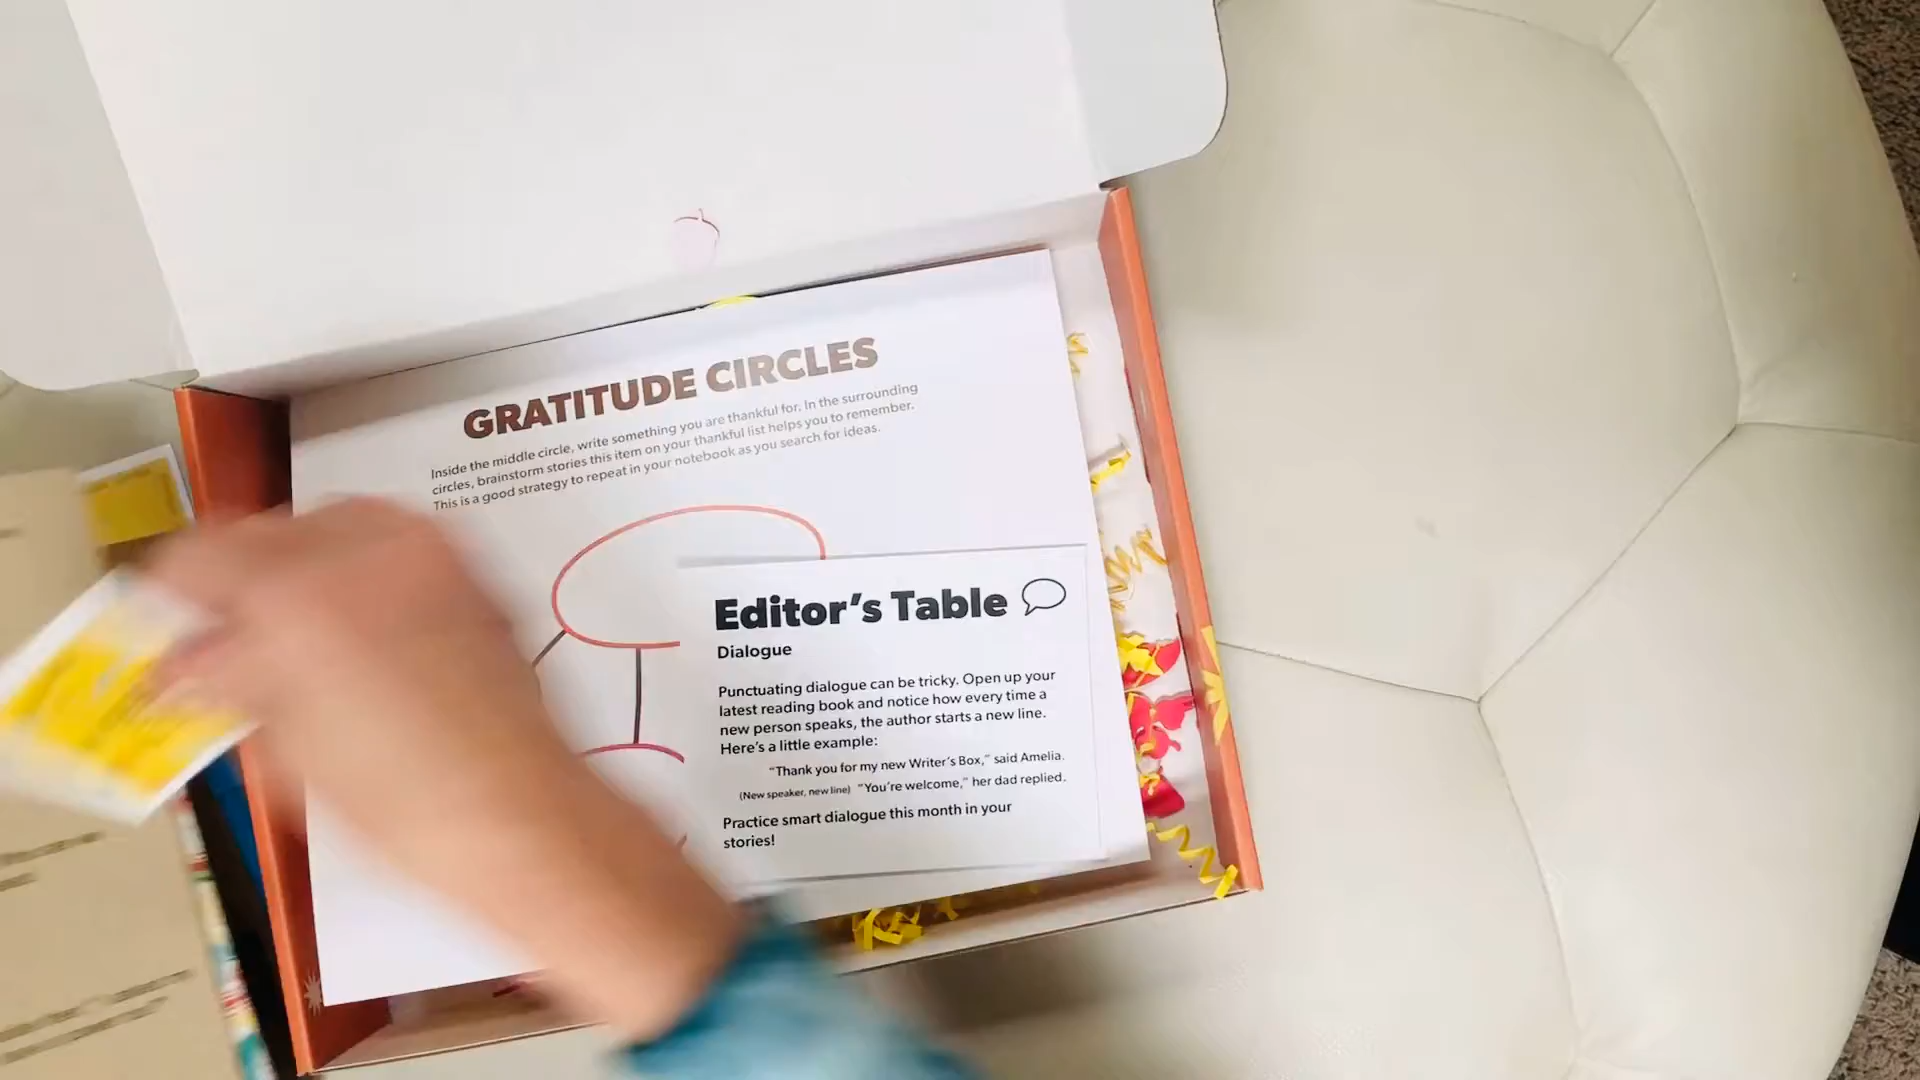 GRATITUDE CIRCLES
Inside the middle circle, write something you are thankful for. In the surrounding
circles, brainstorm stories this item on your thankful list helps you to remember.
This is a good strategy to repeat in your notebook as you search for ideas.
Editor's Table
Dialogue
Punctuating dialogue can be tricky. Open up your
latest reading book and notice how every time a
new person speaks, the author starts a new line.
Here's a little example:
"Thank you for my new Writer's Box," said Amelia.
(New speaker, new line) "You're welcome," her dad replied.
Practice smart dialogue this month in your
stories!